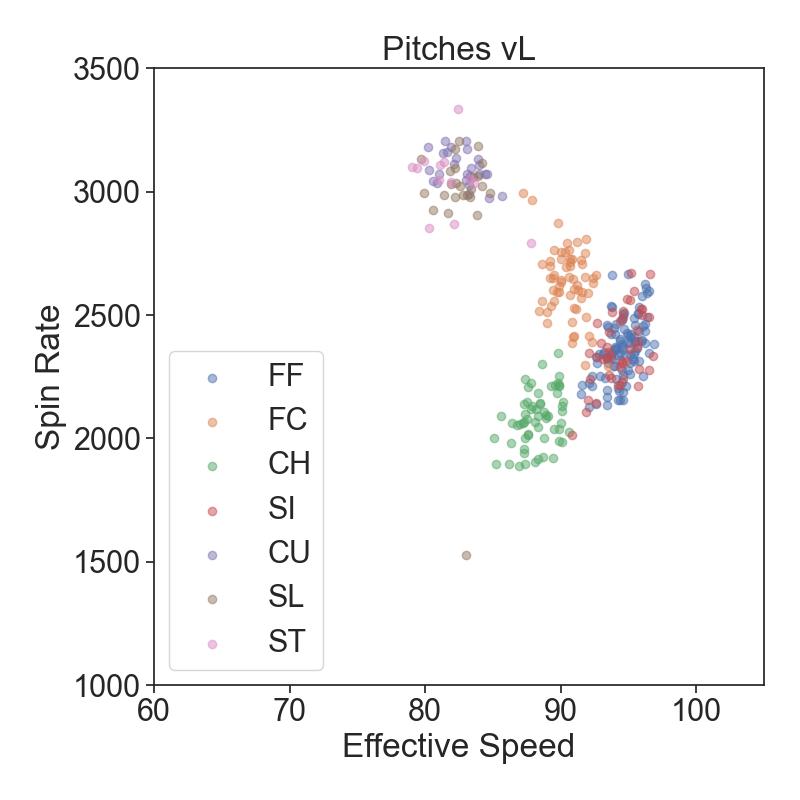 Pitches vL
3500
3000
2500
2000
1500
1000
Spin Rate
FF
FC
CH
SI
CU
SL
ST
60 70 80 90 100
Effective Speed